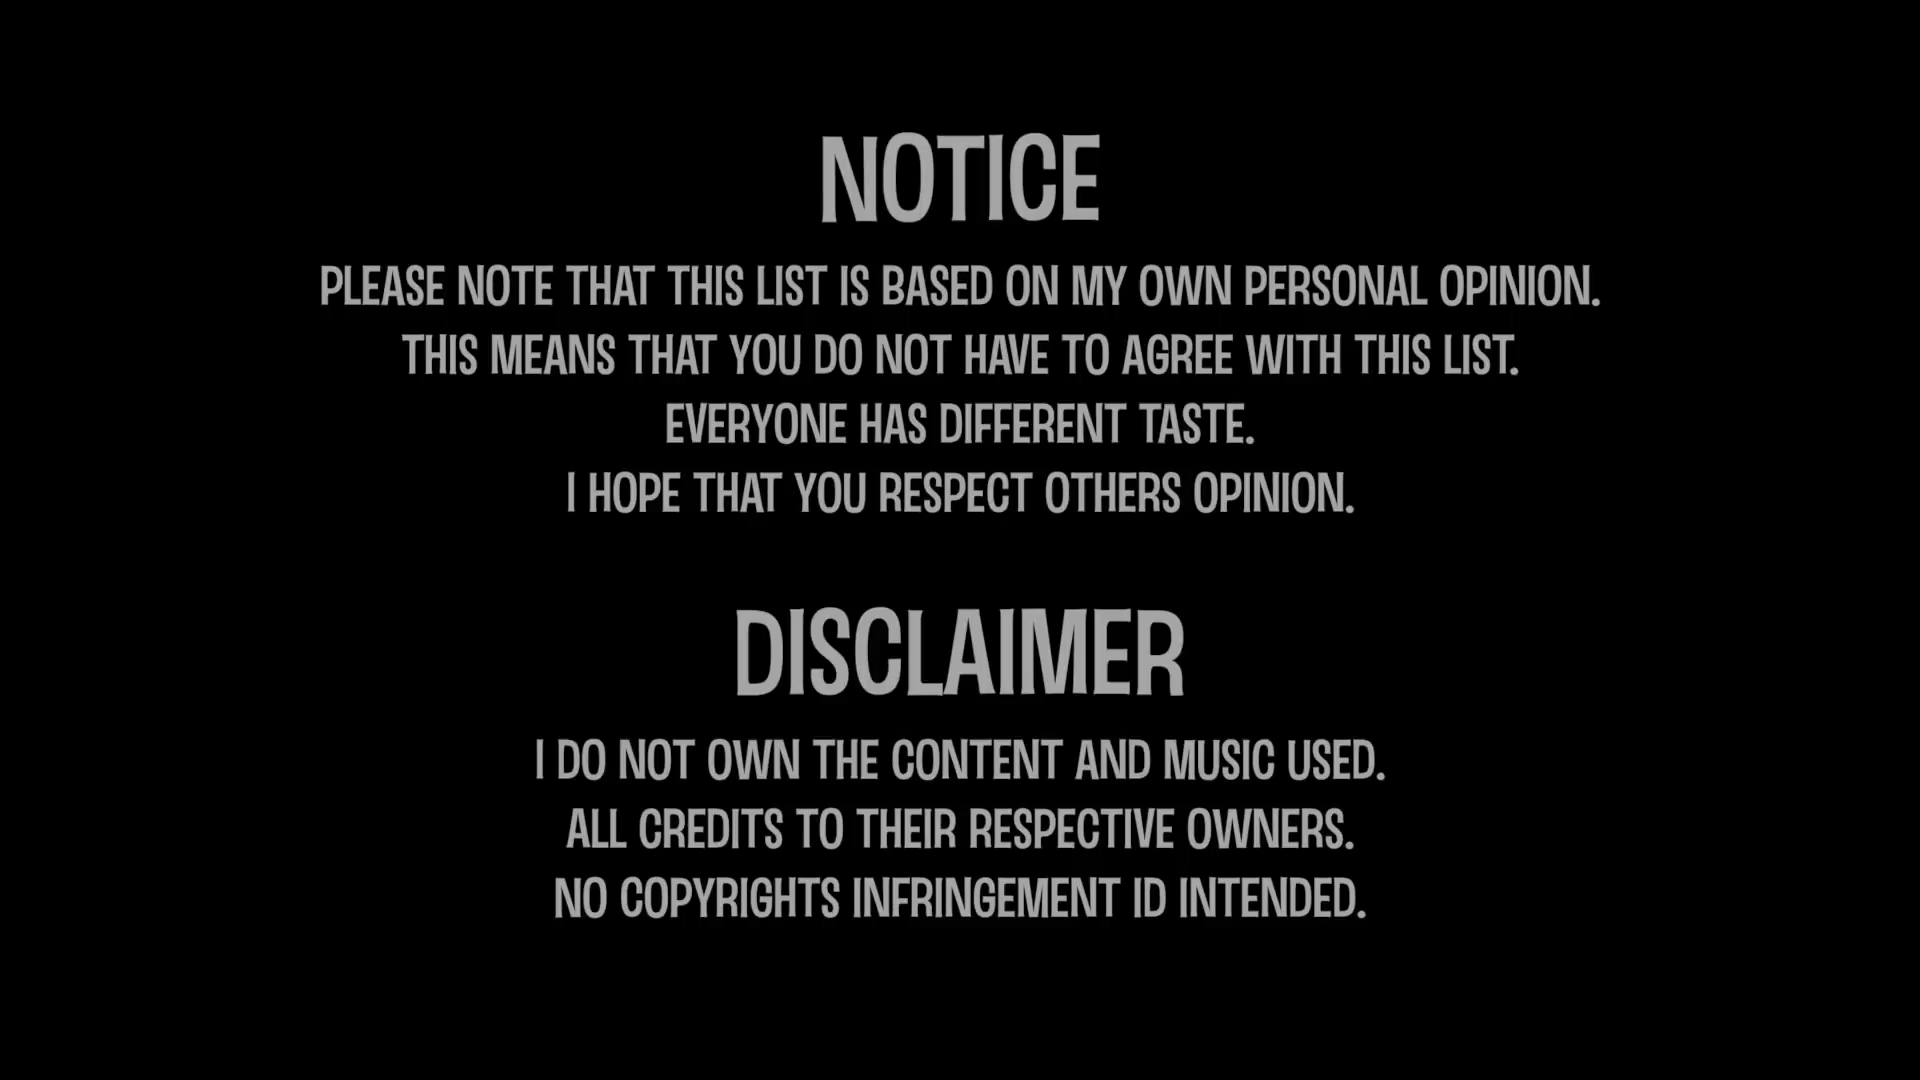 NOTICE
PLEASE NOTE THAT THIS LIST IS BASED ON MY OWN PERSONAL OPINION.
THIS MEANS THAT YOU DO NOT HAVE TO AGREE WITH THIS LIST.
EVERYONE HAS DIFFERENT TASTE.
I HOPE THAT YOU RESPECT OTHERS OPINION.
DISCLAIMER
I DO NOT OWN THE CONTENT AND MUSIC USED.
ALL CREDITS TO THEIR RESPECTIVE OWNERS.
NO COPYRIGHTS INFRINGEMENT ID INTENDED.